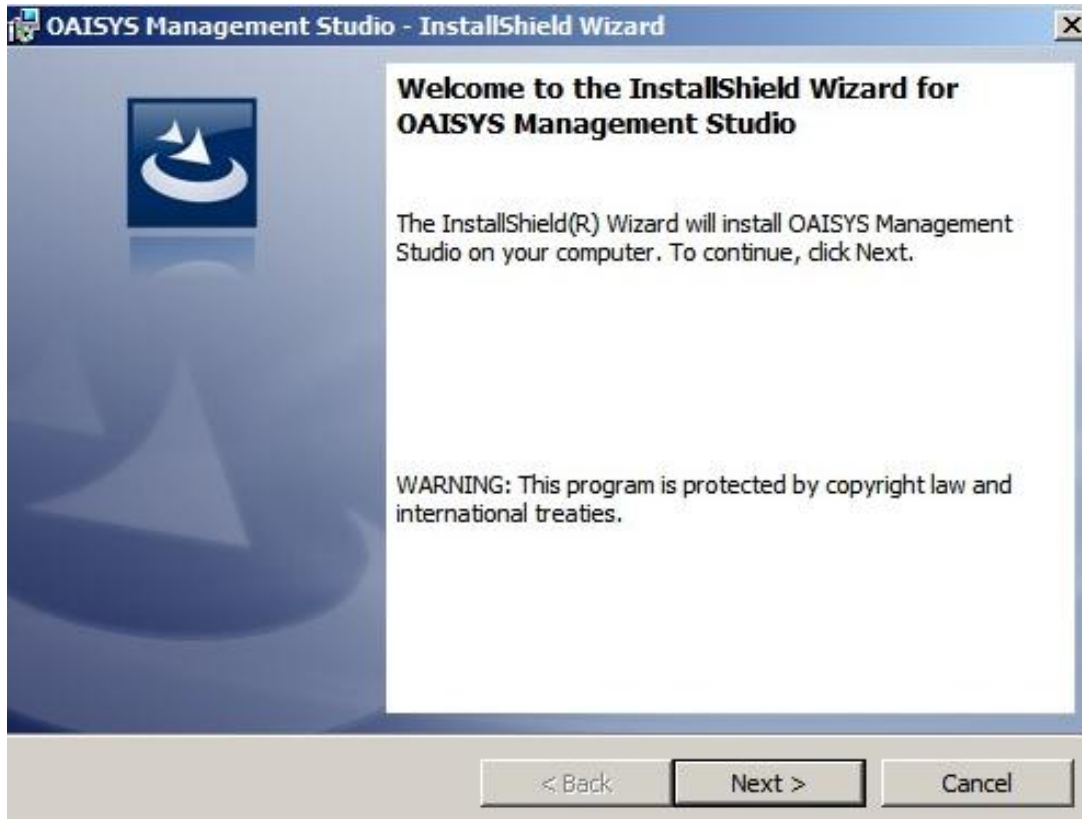 OAISYS Management Studio - InstallShield Wizard
Welcome to the InstallShield Wizard for
OAISYS Management Studio
The InstallShield(R) Wizard will install OAISYS Management
Studio on your computer. To continue, click Next.
WARNING: This program is protected by copyright law and
international treaties.
< Back
Next >
Cancel